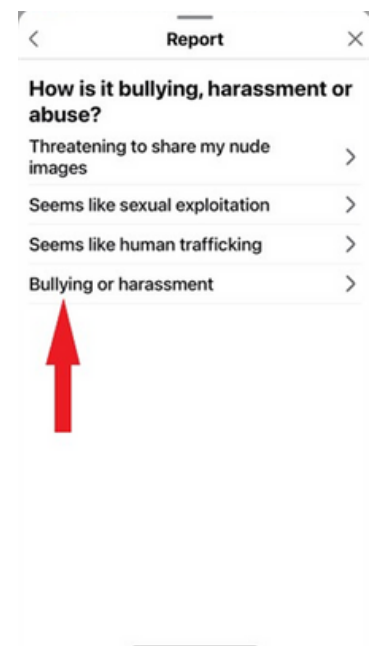 Report
How is it bullying, harassment or
abuse?
Threatening to share my nude
images
Seems like sexual exploitation
Seems like human trafficking
Bullying or harassment